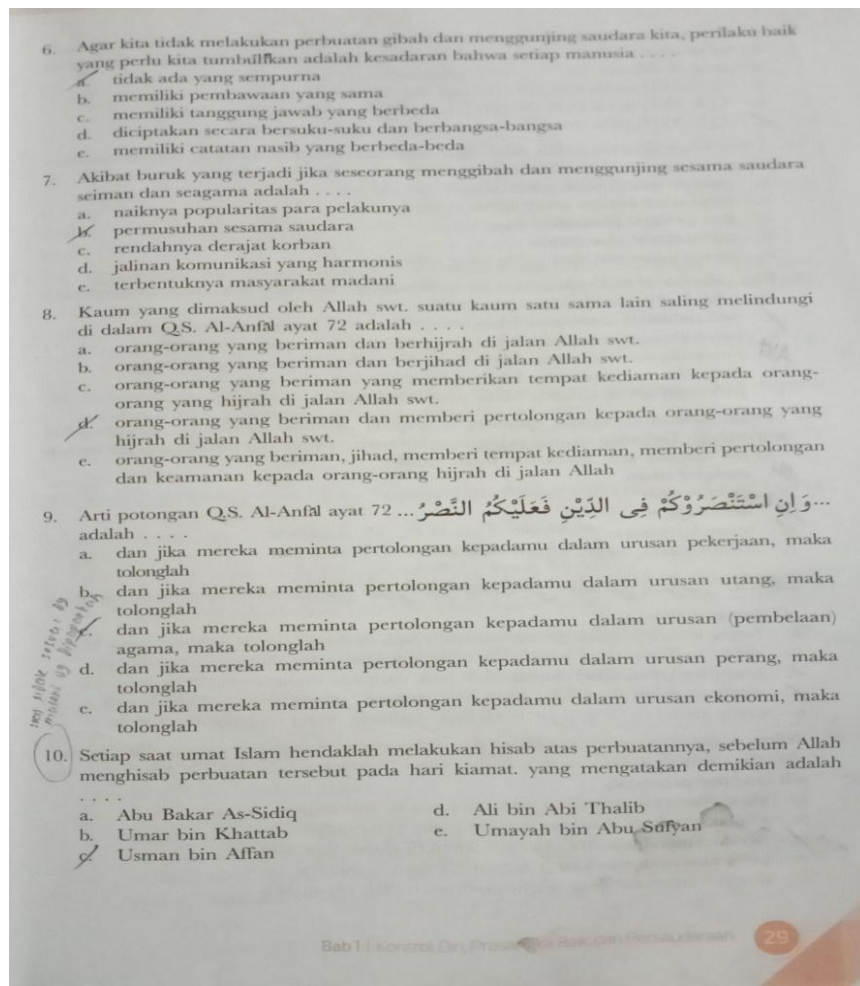 6. Agar kita tidak melakukan perbuatan gibah dan menggunjing saudara kita, perilaku baik
yang perlu kita tumbuhkan adalah kesadaran bahwa setiap manusia . . . .
a. tidak ada yang sempurna
b. memiliki pembawaan yang sama
c. memiliki tanggung jawab yang berbeda
d. diciptakan secara bersuku-suku dan berbangsa-bangsa
e. memiliki catatan nasib yang berbeda-beda
7. Akibat buruk yang terjadi jika seseorang menggibah dan menggunjing sesama saudara
seiman dan seagama adalah . . . .
a. naiknya popularitas para pelakunya
b. permusuhan sesama saudara
c. rendahnya derajat korban
d. jalinan komunikasi yang harmonis
e. terbentuknya masyarakat madani
8. Kaum yang dimaksud oleh Allah swt. suatu kaum satu sama lain saling melindungi
di dalam Q.S. Al-Anfāl ayat 72 adalah . . . .
a. orang-orang yang beriman dan berhijrah di jalan Allah swt.
b. orang-orang yang beriman dan berjihad di jalan Allah swt.
c. orang-orang yang beriman yang memberikan tempat kediaman kepada orang-
orang yang hijrah di jalan Allah swt.
d. orang-orang yang beriman dan memberi pertolongan kepada orang-orang yang
hijrah di jalan Allah swt.
e. orang-orang yang beriman, jihad, memberi tempat kediaman, memberi pertolongan
dan keamanan kepada orang-orang hijrah di jalan Allah
9. Arti potongan Q.S. Al-Anfāl ayat 72 ...وَإِنِ اسْتَنْصَرُوْكُمْ فِى الدِّيْنِ فَعَلَيْكُمُ النَّصْرُ...
adalah . . . .
a. dan jika mereka meminta pertolongan kepadamu dalam urusan pekerjaan, maka
tolonglah
b. dan jika mereka meminta pertolongan kepadamu dalam urusan utang, maka
tolonglah
c. dan jika mereka meminta pertolongan kepadamu dalam urusan (pembelaan)
agama, maka tolonglah
d. dan jika mereka meminta pertolongan kepadamu dalam urusan perang, maka
tolonglah
e. dan jika mereka meminta pertolongan kepadamu dalam urusan ekonomi, maka
tolonglah
10. Setiap saat umat Islam hendaklah melakukan hisab atas perbuatannya, sebelum Allah
menghisab perbuatan tersebut pada hari kiamat. yang mengatakan demikian adalah
. . . .
a. Abu Bakar As-Sidiq
b. Umar bin Khattab
c. Usman bin Affan
d. Ali bin Abi Thalib
e. Umayah bin Abu Sufyan
Bab 1 | Kontrol Diri, Prasangka Baik, dan Persaudaraan
29